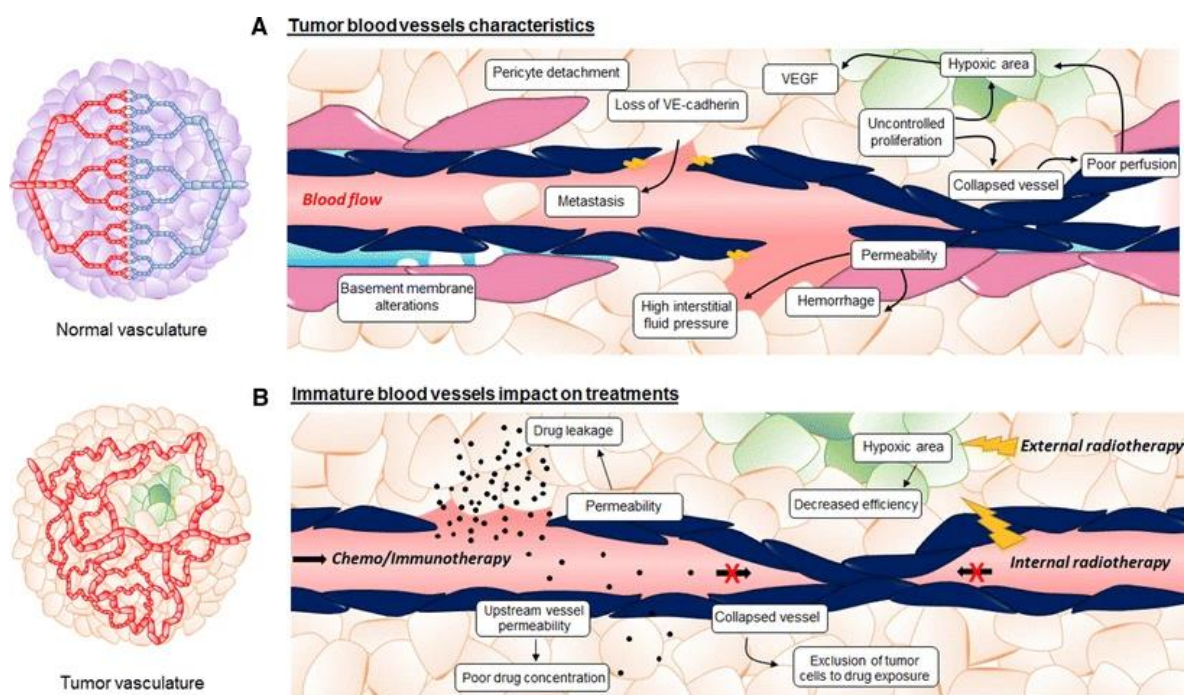 A Tumor blood vessels characteristics
Pericyte detachment
VEGF
Hypoxic area
Loss of VE-cadherin
Uncontrolled
proliferation
Poor perfusion
Collapsed vessel
Blood flow
Metastasis
Permeability
Basement membrane
alterations
High interstitial
fluid pressure
Hemorrhage
Normal vasculature
B Immature blood vessels impact on treatments
Drug leakage
Hypoxic area
External radiotherapy
Permeability
Decreased efficiency
Chemo/Immunotherapy
Internal radiotherapy
Upstream vessel
permeability
Collapsed vessel
Poor drug concentration
Exclusion of tumor
cells to drug exposure
Tumor vasculature